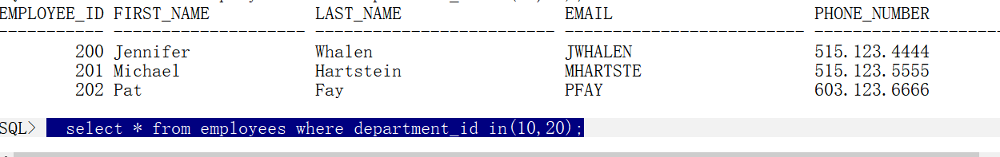 EMPLOYEE_ID FIRST_NAME LAST_NAME EMAIL PHONE_NUMBER
----------- -------------------- ------------------------- ------------------------- --------------------
200 Jennifer Whalen JWHALEN 515.123.4444
201 Michael Hartstein MHARTSTE 515.123.5555
202 Pat Fay PFAY 603.123.6666
SQL> select * from employees where department_id in(10,20);